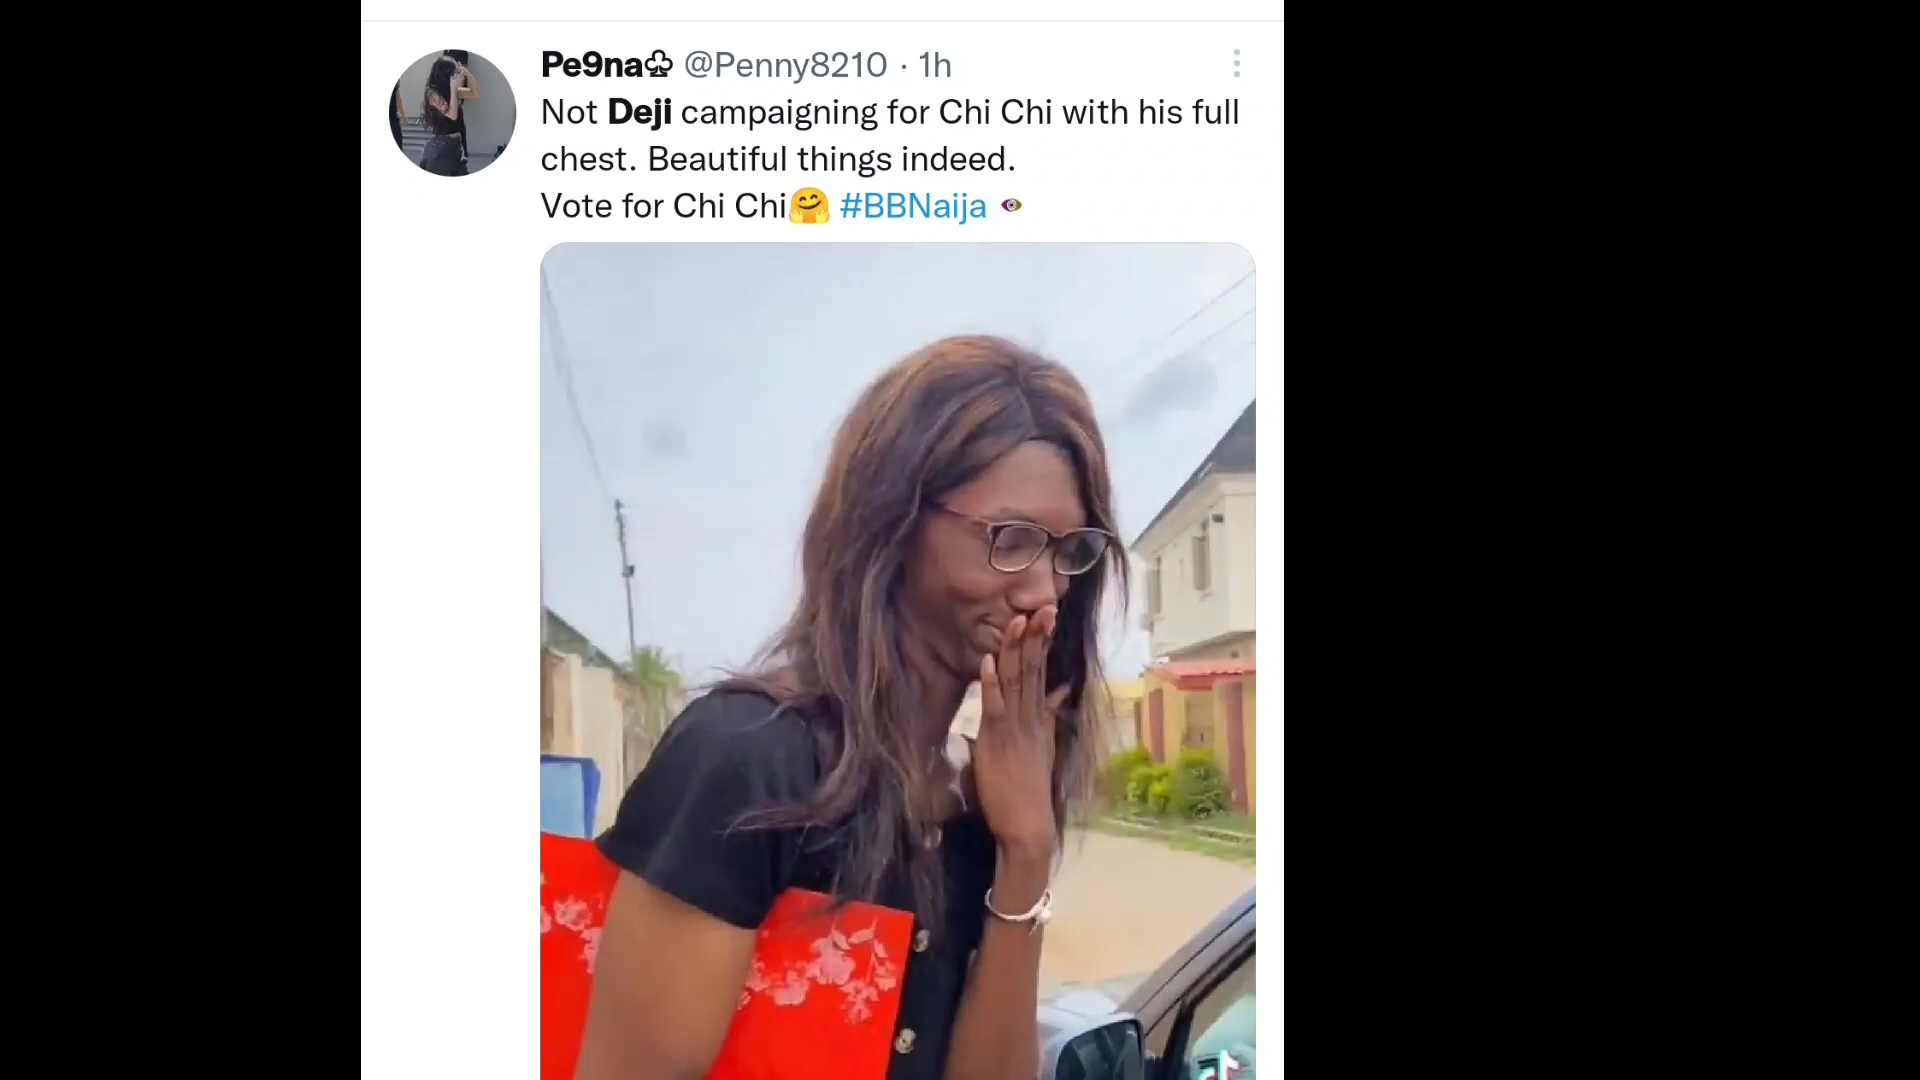 Pe9na♧ @Penny8210 · 1h
Not Deji campaigning for Chi Chi with his full
chest. Beautiful things indeed.
Vote for Chi Chi🤗 #BBNaija